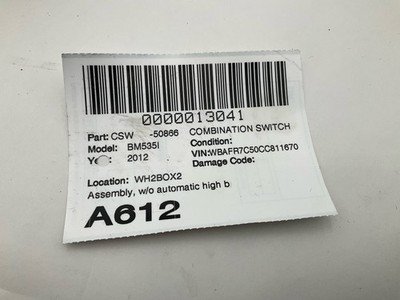 0000013041
Part: CSW -50866 COMBINATION SWITCH
Model: BM535I Condition:
Year: 2012 VIN:WBAFR7C50CC811670
Damage Code:
Location: WH2BOX2
Assembly, w/o automatic high b
A612